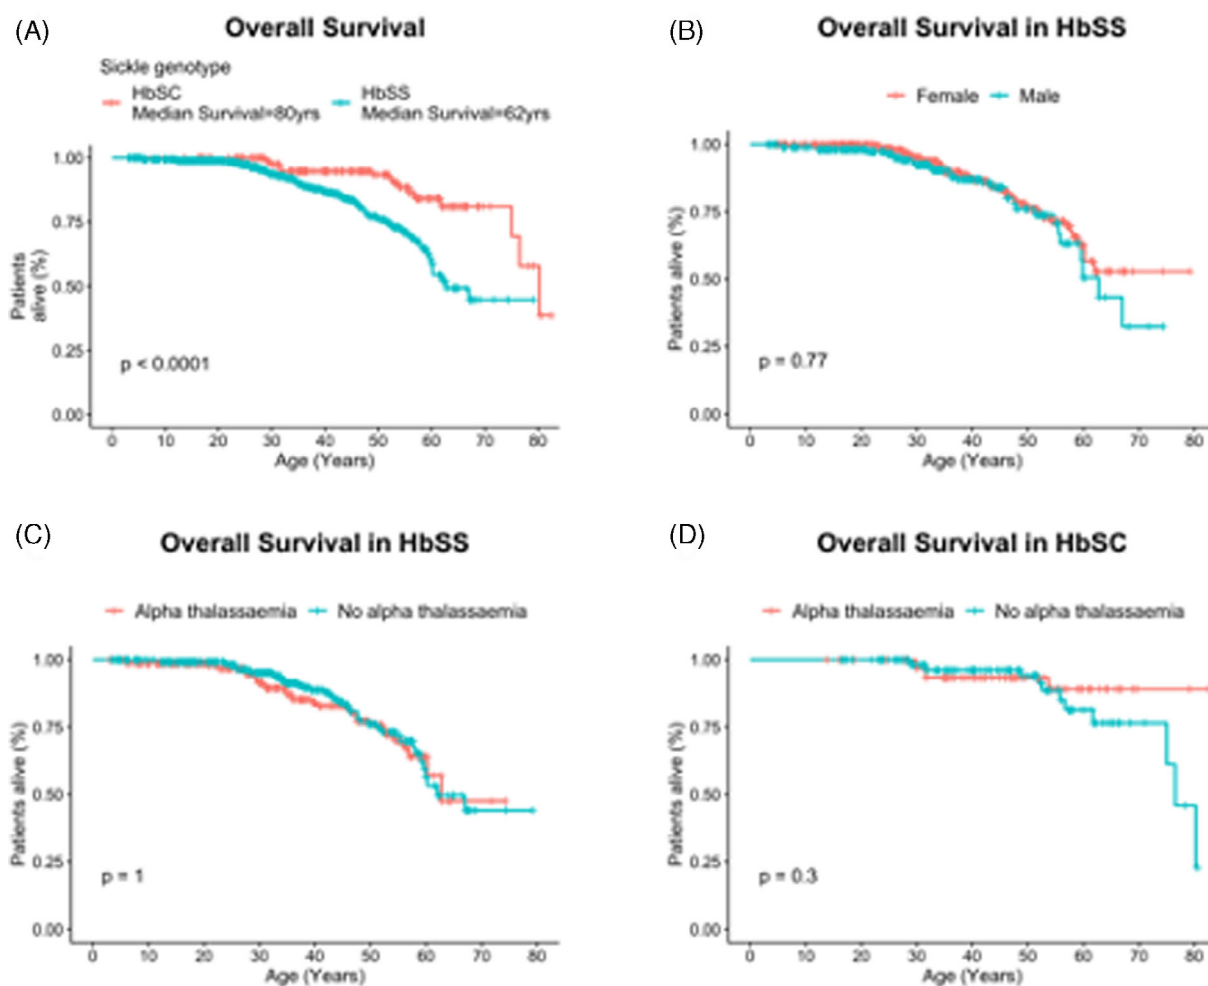 (A)
Overall Survival
Sickle genotype
HbSC
Median Survival=80yrs
HbSS
Median Survival=62yrs
Patients
alive (%)
1.00
0.75
0.50
0.25
0.00
p < 0.0001
0 10 20 30 40 50 60 70 80
Age (Years)
(B)
Overall Survival in HbSS
Female Male
Patients alive (%)
1.00
0.75
0.50
0.25
0.00
p = 0.77
0 10 20 30 40 50 60 70 80
Age (Years)
(C)
Overall Survival in HbSS
Alpha thalassaemia No alpha thalassaemia
Patients alive (%)
1.00
0.75
0.50
0.25
0.00
p = 1
0 10 20 30 40 50 60 70 80
Age (Years)
(D)
Overall Survival in HbSC
Alpha thalassaemia No alpha thalassaemia
Patients alive (%)
1.00
0.75
0.50
0.25
0.00
p = 0.3
0 10 20 30 40 50 60 70 80
Age (Years)